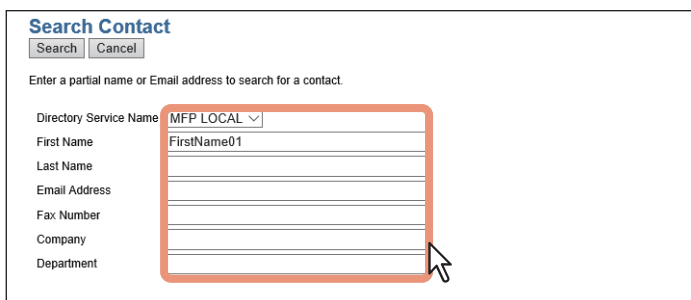 Search Contact
Search Cancel
Enter a partial name or Email address to search for a contact.
Directory Service Name MFP LOCAL
First Name FirstName01
Last Name
Email Address
Fax Number
Company
Department